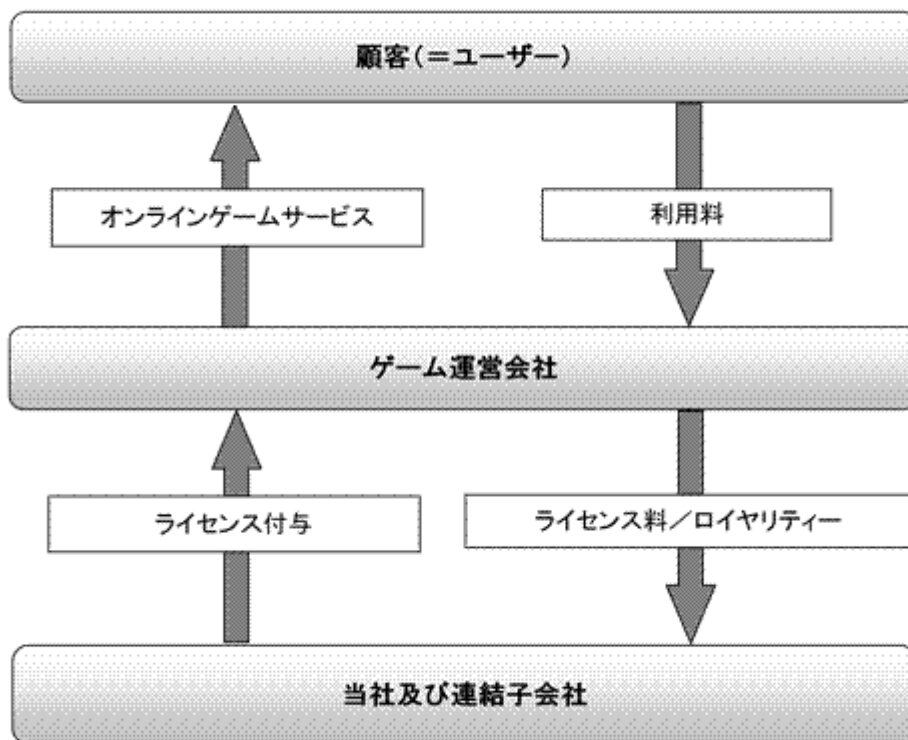 顧客(=ユーザー)
オンラインゲームサービス
利用料
ゲーム運営会社
ライセンス付与
ライセンス料/ロイヤリティー
当社及び連結子会社